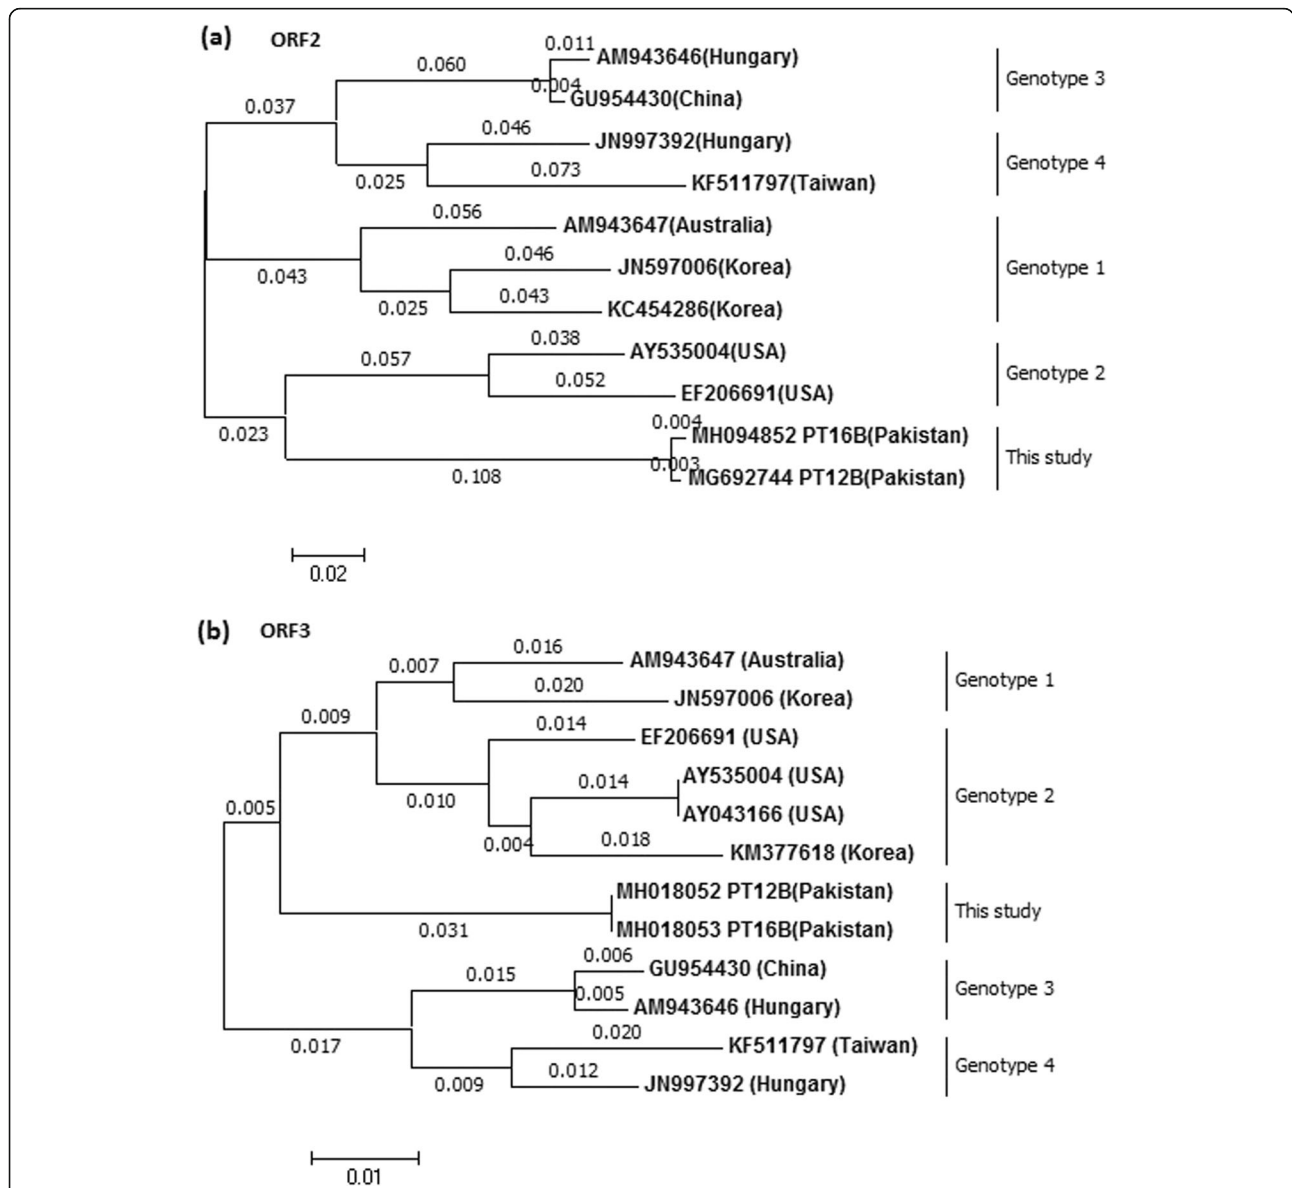 (a) ORF2
0.011
AM943646(Hungary)
0.060
0.004
GU954430(China)
Genotype 3
0.037
0.046
JN997392(Hungary)
0.025
0.073
KF511797(Taiwan)
Genotype 4
0.056
AM943647(Australia)
0.043
0.046
JN597006(Korea)
0.025
0.043
KC454286(Korea)
Genotype 1
0.038
AY535004(USA)
0.057
0.052
EF206691(USA)
Genotype 2
0.023
0.004
MH094852 PT16B(Pakistan)
0.108
0.003
MG692744 PT12B(Pakistan)
This study
0.02
(b) ORF3
0.016
AM943647 (Australia)
0.007
0.020
JN597006 (Korea)
Genotype 1
0.009
0.014
EF206691 (USA)
0.010
0.014
AY535004 (USA)
AY043166 (USA)
0.004
0.018
KM377618 (Korea)
Genotype 2
0.005
MH018052 PT12B(Pakistan)
0.031
MH018053 PT16B(Pakistan)
This study
0.006
GU954430 (China)
0.015
0.005
AM943646 (Hungary)
Genotype 3
0.017
0.020
KF511797 (Taiwan)
0.009
0.012
JN997392 (Hungary)
Genotype 4
0.01